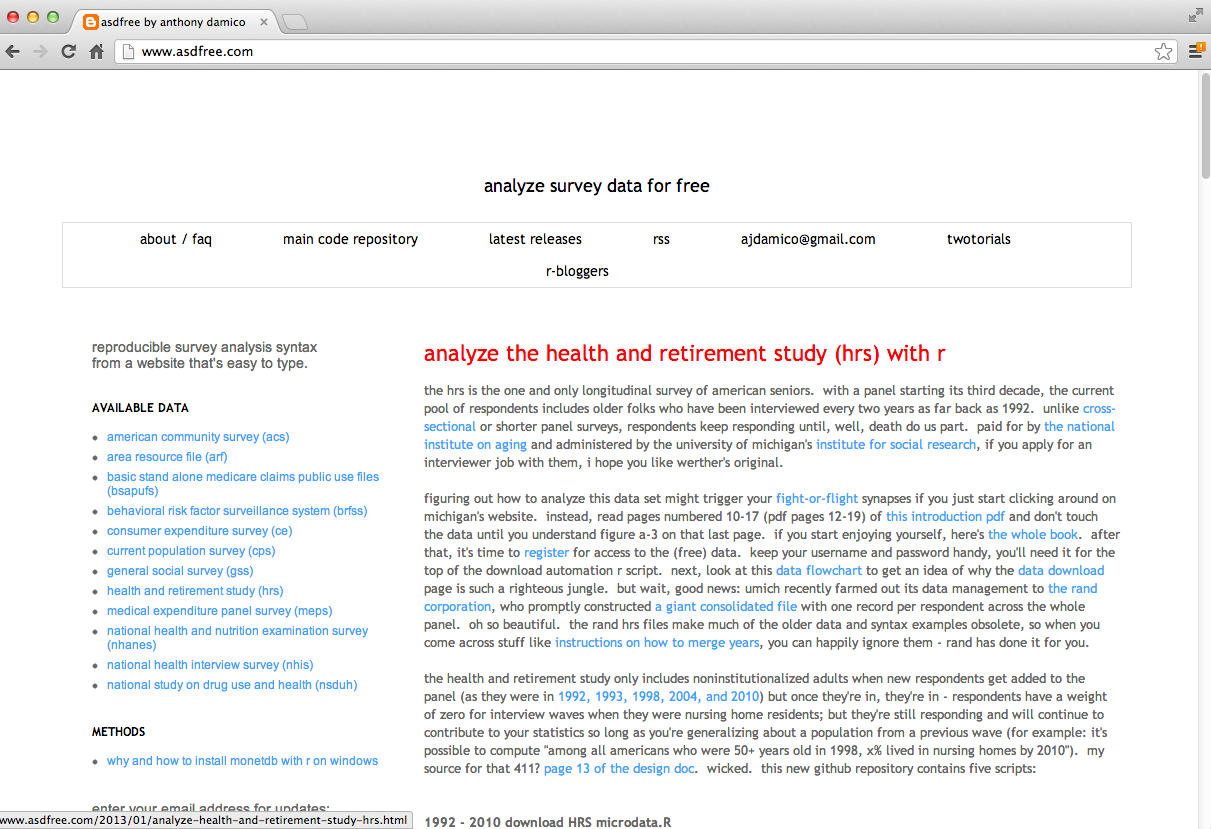 asdfree by anthony damico
www.asdfree.com
analyze survey data for free
about / faq
main code repository
latest releases
rss
ajdamico@gmail.com
twotorials
r-bloggers
reproducible survey analysis syntax
from a website that's easy to type.
AVAILABLE DATA
american community survey (acs)
area resource file (arf)
basic stand alone medicare claims public use files
(bsapufs)
behavioral risk factor surveillance system (brfss)
consumer expenditure survey (ce)
current population survey (cps)
general social survey (gss)
health and retirement study (hrs)
medical expenditure panel survey (meps)
national health and nutrition examination survey
(nhanes)
national health interview survey (nhis)
national study on drug use and health (nsduh)
METHODS
why and how to install monetdb with r on windows
enter your email address for updates:
www.asdfree.com/2013/01/analyze-health-and-retirement-study-hrs.html
analyze the health and retirement study (hrs) with r
the hrs is the one and only longitudinal survey of american seniors.  with a panel starting its third decade, the current
pool of respondents includes older folks who have been interviewed every two years as far back as 1992.  unlike cross-
sectional or shorter panel surveys, respondents keep responding until, well, death do us part.  paid for by the national
institute on aging and administered by the university of michigan's institute for social research, if you apply for an
interviewer job with them, i hope you like werther's original.
figuring out how to analyze this data set might trigger your fight-or-flight synapses if you just start clicking around on
michigan's website.  instead, read pages numbered 10-17 (pdf pages 12-19) of this introduction pdf and don't touch
the data until you understand figure a-3 on that last page.  if you start enjoying yourself, here's the whole book.  after
that, it's time to register for access to the (free) data.  keep your username and password handy, you'll need it for the
top of the download automation r script.  next, look at this data flowchart to get an idea of why the data download
page is such a righteous jungle.  but wait, good news: umich recently farmed out its data management to the rand
corporation, who promptly constructed a giant consolidated file with one record per respondent across the whole
panel.  oh so beautiful.  the rand hrs files make much of the older data and syntax examples obsolete, so when you
come across stuff like instructions on how to merge years, you can happily ignore them - rand has done it for you.
the health and retirement study only includes noninstitutionalized adults when new respondents get added to the
panel (as they were in 1992, 1993, 1998, 2004, and 2010) but once they're in, they're in - respondents have a weight
of zero for interview waves when they were nursing home residents; but they're still responding and will continue to
contribute to your statistics so long as you're generalizing about a population from a previous wave (for example: it's
possible to compute "among all americans who were 50+ years old in 1998, x% lived in nursing homes by 2010").  my
source for that 411? page 13 of the design doc.  wicked.  this new github repository contains five scripts:
1992 - 2010 download HRS microdata.R